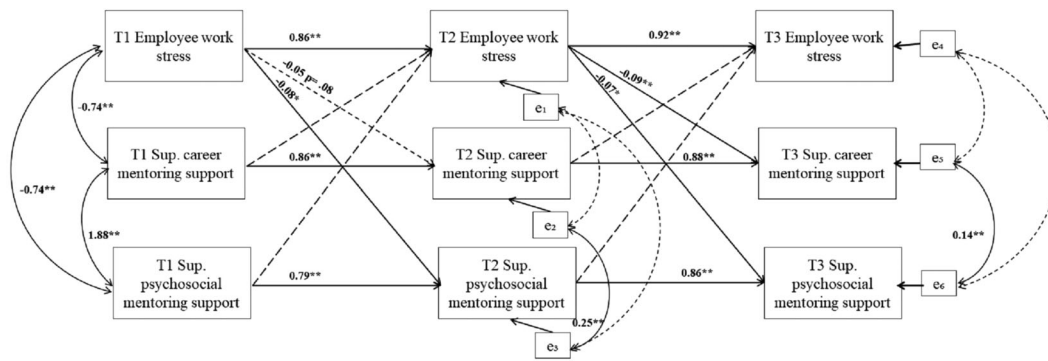 T1 Employee work
stress
0.86**
T2 Employee work
stress
0.92**
T3 Employee work
stress
e4
-0.05 p=.08
-0.08*
-0.09**
-0.07*
e1
-0.74**
T1 Sup. career
mentoring support
0.86**
T2 Sup. career
mentoring support
0.88**
T3 Sup. career
mentoring support
e5
-0.74**
e2
1.88**
0.14**
T1 Sup.
psychosocial
mentoring support
0.79**
T2 Sup.
psychosocial
mentoring support
0.86**
T3 Sup.
psychosocial
mentoring support
e6
0.25**
e3